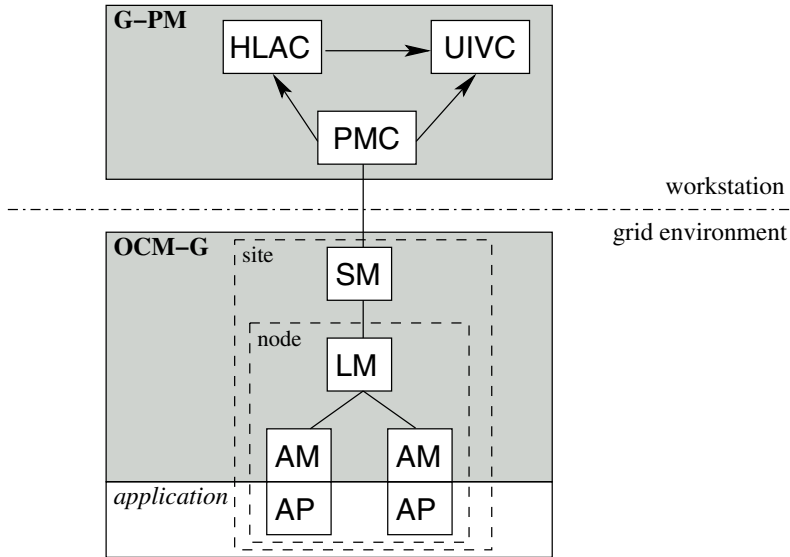 G−PM
HLAC
UIVC
PMC
workstation
grid environment
OCM−G
site
SM
node
LM
AM
AM
application
AP
AP